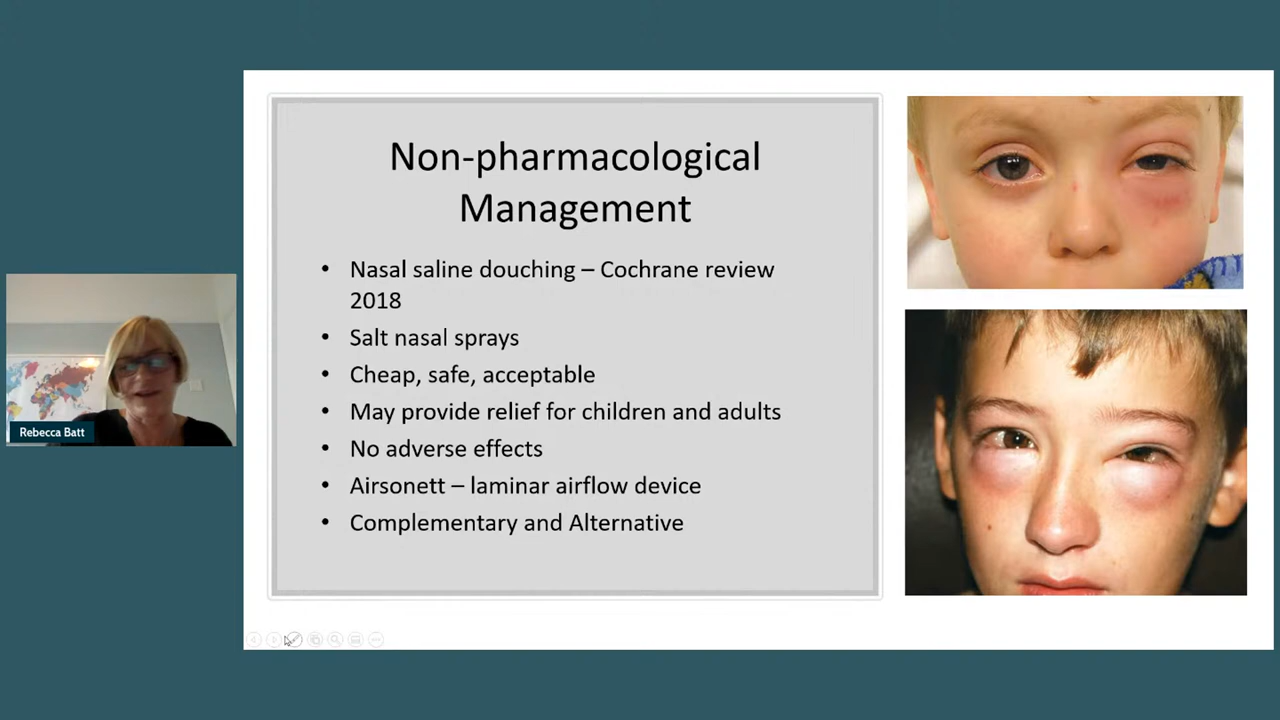 Non-pharmacological
Management
• Nasal saline douching – Cochrane review
2018
• Salt nasal sprays
• Cheap, safe, acceptable
• May provide relief for children and adults
• No adverse effects
• Airsonett – laminar airflow device
• Complementary and Alternative
Rebecca Batt